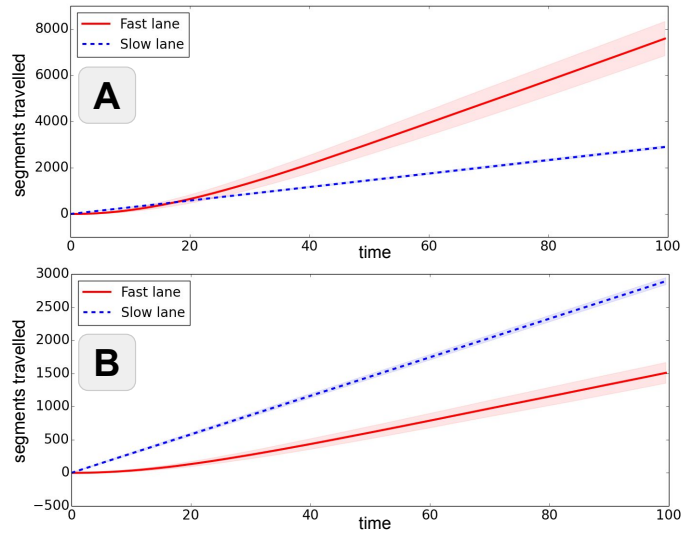 8000
6000
4000
2000
0
segments travelled
Fast lane
Slow lane
A
0 20 40 60 80 100
time
3000
2500
2000
1500
1000
500
0
−500
segments travelled
Fast lane
Slow lane
B
0 20 40 60 80 100
time